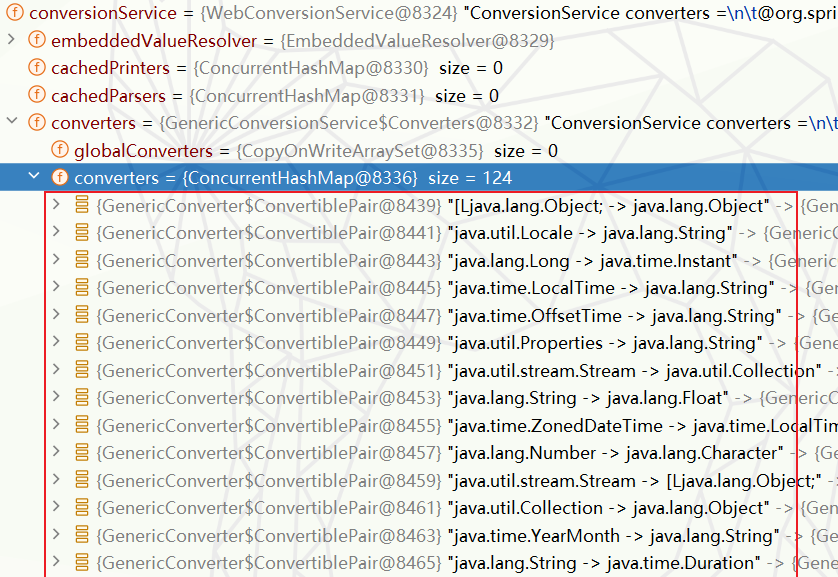 conversionService = {WebConversionService@8324} "ConversionService converters =\n\t@org.spri
embeddedValueResolver = {EmbeddedValueResolver@8329}
cachedPrinters = {ConcurrentHashMap@8330} size = 0
cachedParsers = {ConcurrentHashMap@8331} size = 0
converters = {GenericConversionService$Converters@8332} "ConversionService converters =\n\t
globalConverters = {CopyOnWriteArraySet@8335} size = 0
converters = {ConcurrentHashMap@8336} size = 124
{GenericConverter$ConvertiblePair@8439} "[Ljava.lang.Object; -> java.lang.Object" -> {Gen
{GenericConverter$ConvertiblePair@8441} "java.util.Locale -> java.lang.String" -> {GenericC
{GenericConverter$ConvertiblePair@8443} "java.lang.Long -> java.time.Instant" -> {Generic
{GenericConverter$ConvertiblePair@8445} "java.time.LocalTime -> java.lang.String" -> {Gen
{GenericConverter$ConvertiblePair@8447} "java.time.OffsetTime -> java.lang.String" -> {Ge
{GenericConverter$ConvertiblePair@8449} "java.util.Properties -> java.lang.String" -> {Gene
{GenericConverter$ConvertiblePair@8451} "java.util.stream.Stream -> java.util.Collection" -
{GenericConverter$ConvertiblePair@8453} "java.lang.String -> java.lang.Float" -> {GenericC
{GenericConverter$ConvertiblePair@8455} "java.time.ZonedDateTime -> java.time.LocalTim
{GenericConverter$ConvertiblePair@8457} "java.lang.Number -> java.lang.Character" -> {Ge
{GenericConverter$ConvertiblePair@8459} "java.util.stream.Stream -> [Ljava.lang.Object;" -
{GenericConverter$ConvertiblePair@8461} "java.util.Collection -> java.lang.Object" -> {Gen
{GenericConverter$ConvertiblePair@8463} "java.time.YearMonth -> java.lang.String" -> {Ge
{GenericConverter$ConvertiblePair@8465} "java.lang.String -> java.time.Duration" -> {Gene